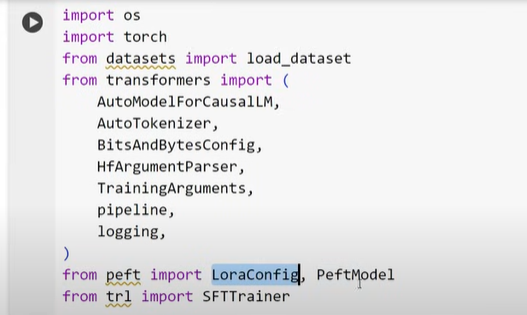 import os
import torch
from datasets import load_dataset
from transformers import (
    AutoModelForCausalLM,
    AutoTokenizer,
    BitsAndBytesConfig,
    HfArgumentParser,
    TrainingArguments,
    pipeline,
    logging,
)
from peft import LoraConfig, PeftModel
from trl import SFTTrainer